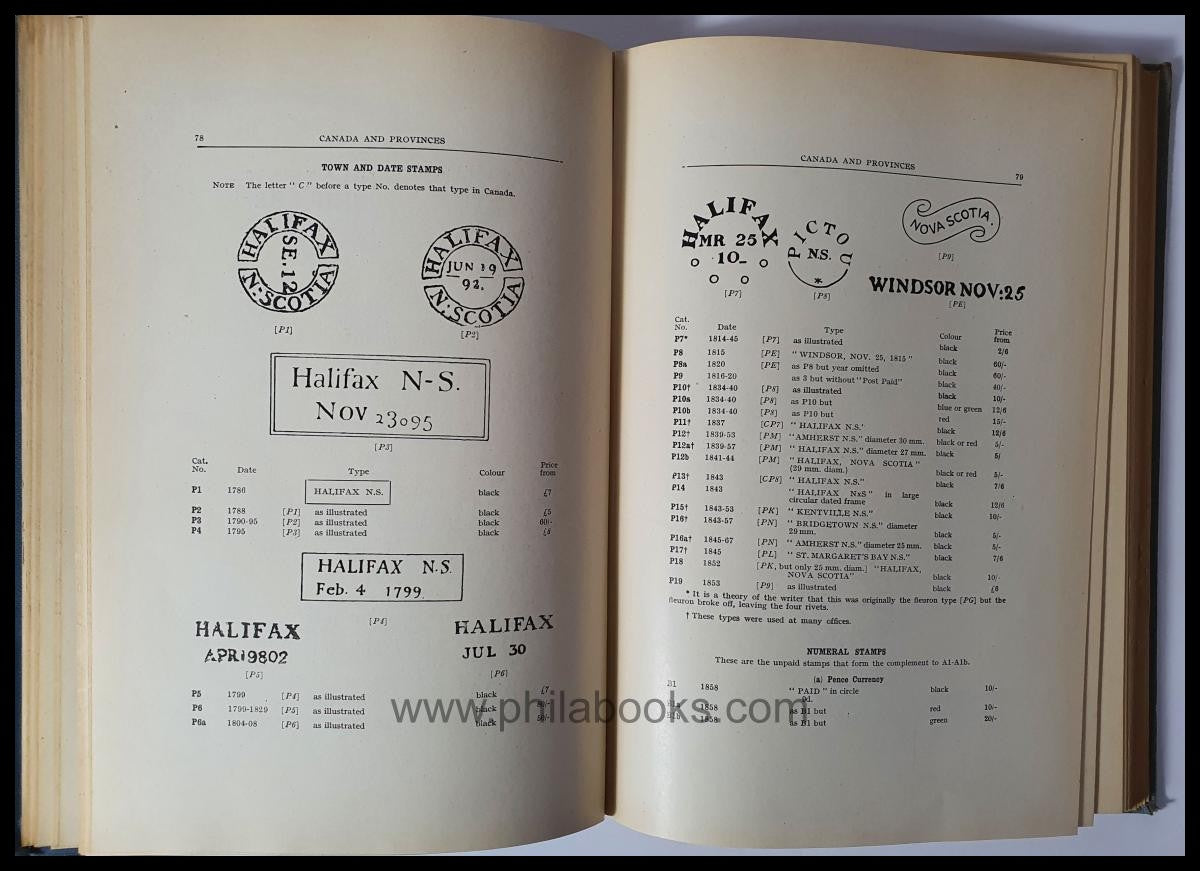 78
CANADA AND PROVINCES
TOWN AND DATE STAMPS
NOTE The letter "C" before a type No. denotes that type in Canada.
HALIFAX
SE.12
N:SCOTIA
[P1]
HALIFAX
JUN 19
92.
N:SCOTIA
[P2]
Halifax N-S.
Nov 23095
[P3]
Cat. No. Date Type Colour Price from
P1 1786 HALIFAX N.S. black £7
P2 1788 [P1] as illustrated black £5
P3 1790-95 [P2] as illustrated black 60/-
P4 1795 [P3] as illustrated black £8
HALIFAX N.S.
Feb. 4 1799
[P4]
HALIFAX
APR19802
[P5]
HALIFAX
JUL 30
[P6]
P5 1799 [P4] as illustrated black £7
P6 1799-1829 [P5] as illustrated black
P6a 1804-08 [P6] as illustrated black 50/-
79
CANADA AND PROVINCES
HALIFAX
MR 25
10-
[P7]
PICTOU
N.S.
*
[P8]
NOVA SCOTIA.
[P9]
WINDSOR NOV:25
[PE]
Cat. No. Date Type Colour Price from
P7* 1814-45 [P7] as illustrated black 2/6
P8 1815 [PE] "WINDSOR, NOV. 25, 1815" black 60/-
P8a 1820 [PE] as P8 but year omitted black 60/-
P9 1816-20 as 3 but without "Post Paid" black 40/-
P10† 1834-40 [P8] as illustrated black 10/-
P10a 1834-40 [P8] as P10 but blue or green 12/6
P10b 1834-40 [P8] as P10 but red 15/-
P11† 1837 [CP7] "HALIFAX N.S.' black 12/6
P12† 1839-53 [PM] "AMHERST N.S." diameter 30 mm. black or red 5/-
P12a† 1839-57 [PM] "HALIFAX N.S." diameter 27 mm. black 5/
P12b 1841-44 [PM] "HALIFAX, NOVA SCOTIA"
(29 mm. diam.) black or red 5/-
P13† 1843 [CP8] "HALIFAX N.S." black 7/6
P14 1843 "HALIFAX NxS" in large
circular dated frame black 12/6
P15† 1843-53 [PK] "KENTVILLE N.S." black 10/-
P16† 1843-57 [PN] "BRIDGETOWN N.S." diameter
29 mm. black 5/-
P16a† 1845-67 [PN] "AMHERST N.S." diameter 25 mm. black 5/-
P17† 1845 [PL] "ST. MARGARET'S BAY N.S." black 7/6
P18 1852 [PK, but only 25 mm. diam.] "HALIFAX,
NOVA SCOTIA" black 10/-
P19 1853 [P9] as illustrated black £6
* It is a theory of the writer that this was originally the fleuron type [PG] but the
fleuron broke off, leaving the four rivets.
† These types were used at many offices.
NUMERAL STAMPS
These are the unpaid stamps that form the complement to A1-A1b.
(a) Pence Currency
B1 1858 "PAID" in circle black 10/-
B1a 1858 as B1 but red 10/-
B1b 1858 as B1 but green 20/-
www.philabooks.com